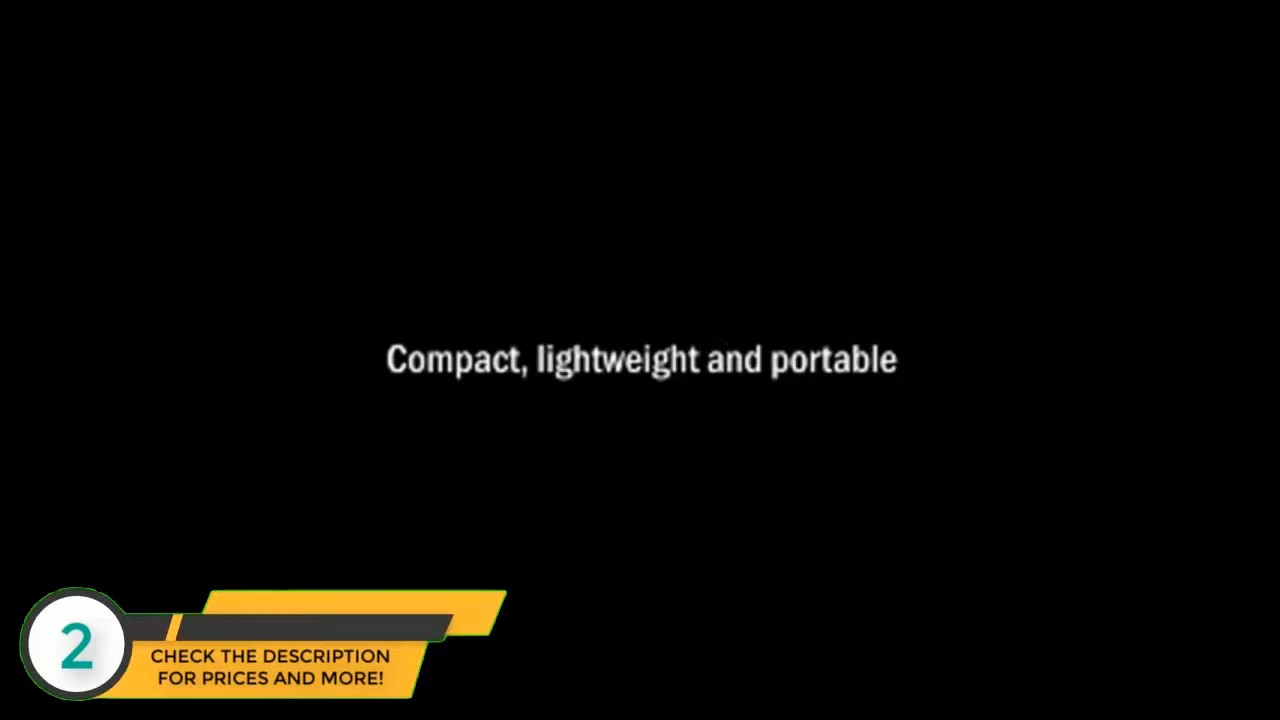 Compact, lightweight and portable
2
CHECK THE DESCRIPTION
FOR PRICES AND MORE!